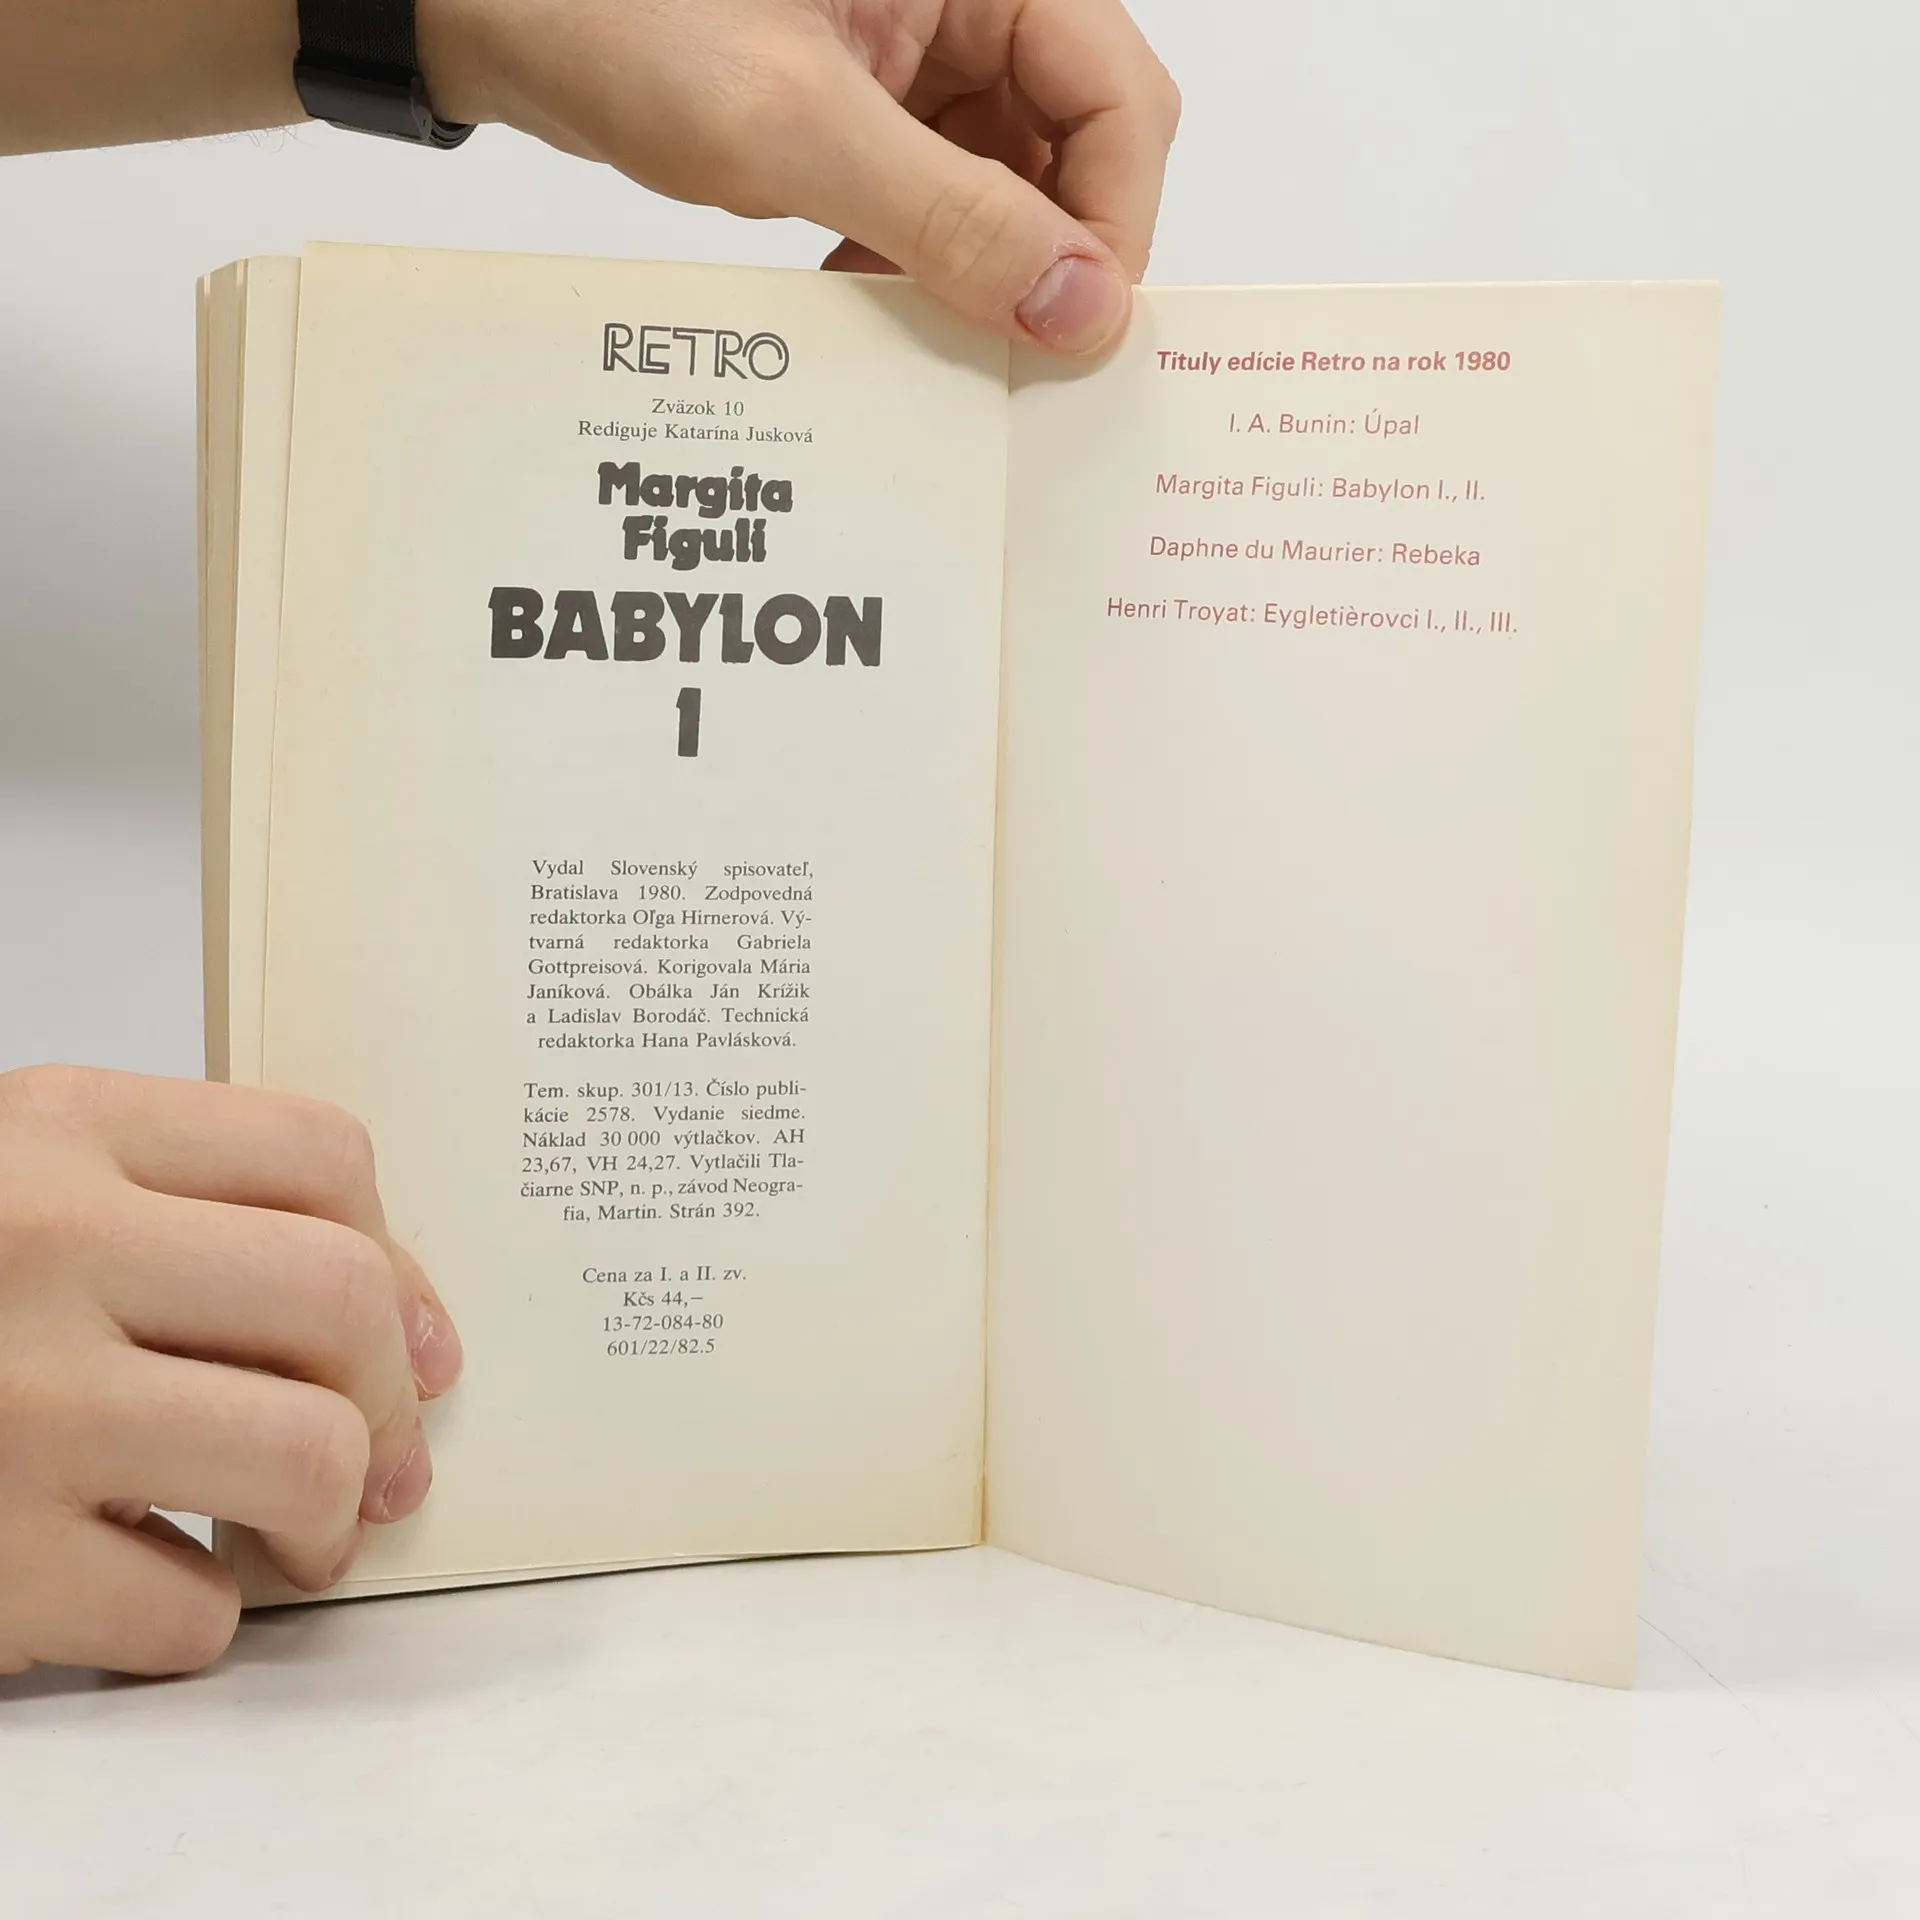 RETRO
Zväzok 10
Rediguje Katarína Jusková
Margita
Figuli
BABYLON
1
Vydal Slovenský spisovateľ,
Bratislava 1980. Zodpovedná
redaktorka Oľga Hirnerová. Vý-
tvarná redaktorka Gabriela
Gottpreisová. Korigovala Mária
Janíková. Obálka Ján Krížik
a Ladislav Borodáč. Technická
redaktorka Hana Pavlásková.
Tem. skup. 301/13. Číslo publi-
kácie 2578. Vydanie siedme.
Náklad 30 000 výtlačkov. AH
23,67, VH 24,27. Vytlačili Tla-
čiarne SNP, n. p., závod Neogra-
fia, Martin. Strán 392.
Cena za I. a II. zv.
Kčs 44,—
13-72-084-80
601/22/82.5
Tituly edície Retro na rok 1980
I. A. Bunin: Úpal
Margita Figuli: Babylon I., II.
Daphne du Maurier: Rebeka
Henri Troyat: Eygletièrovci I., II., III.